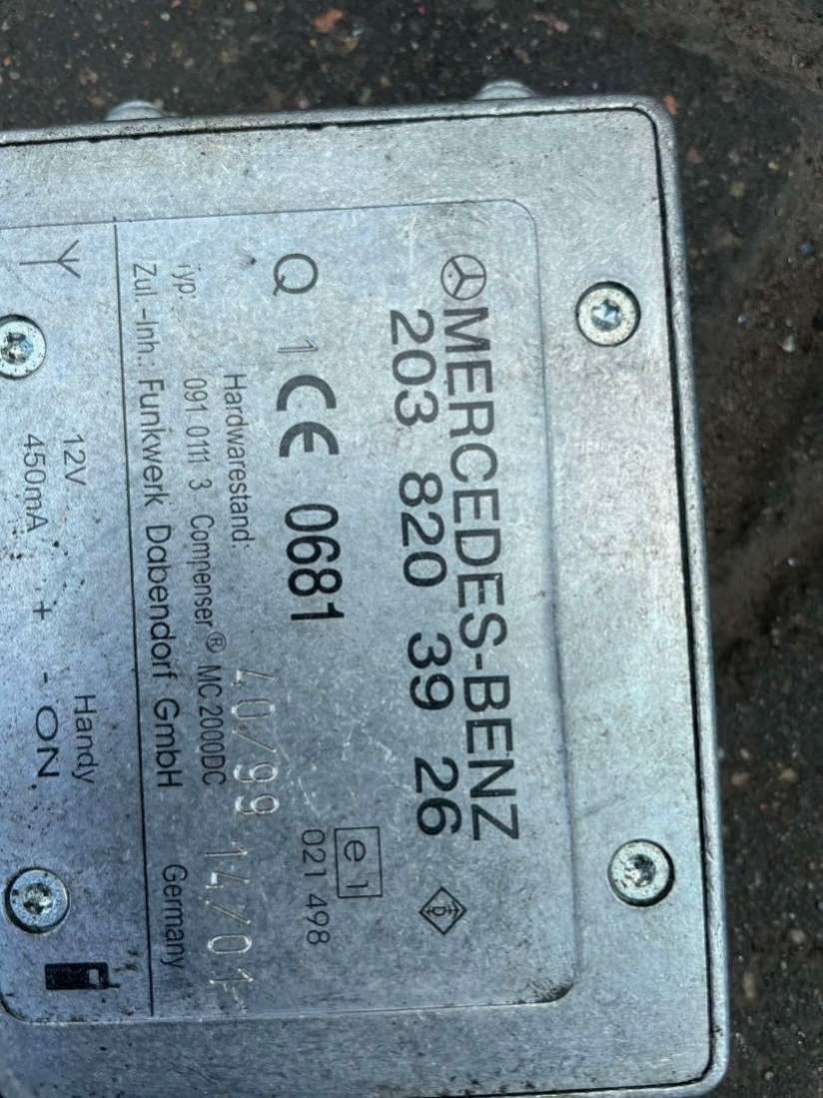 MERCEDES-BENZ
203 820 39 26
Q 1 CE 0681
e1
021 498
Hardwarestand: 40/99 14/01
Typ: 091 0111 3 Compenser® MC 2000DC
Zul.-Inh.: Funkwerk Dabendorf GmbH Germany
12V Handy
450mA + - ON